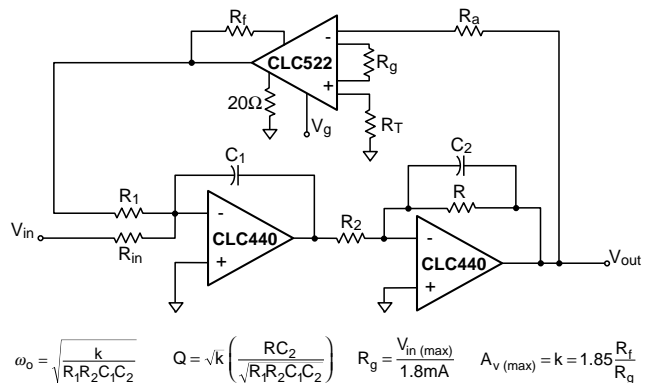 Rf
Ra
-
CLC522
Rg
+
20Ω
Vg
RT
C1
C2
R1
R
Vin
-
CLC440
R2
-
CLC440
Vout
Rin
+
+
ωo = √(k / R1R2C1C2) Q = √k (RC2 / √(R1R2C1C2)) Rg = Vin (max) / 1.8mA Av (max) = k = 1.85 Rf / Rg